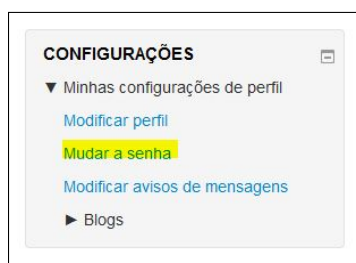 CONFIGURAÇÕES
▼ Minhas configurações de perfil
Modificar perfil
Mudar a senha
Modificar avisos de mensagens
► Blogs